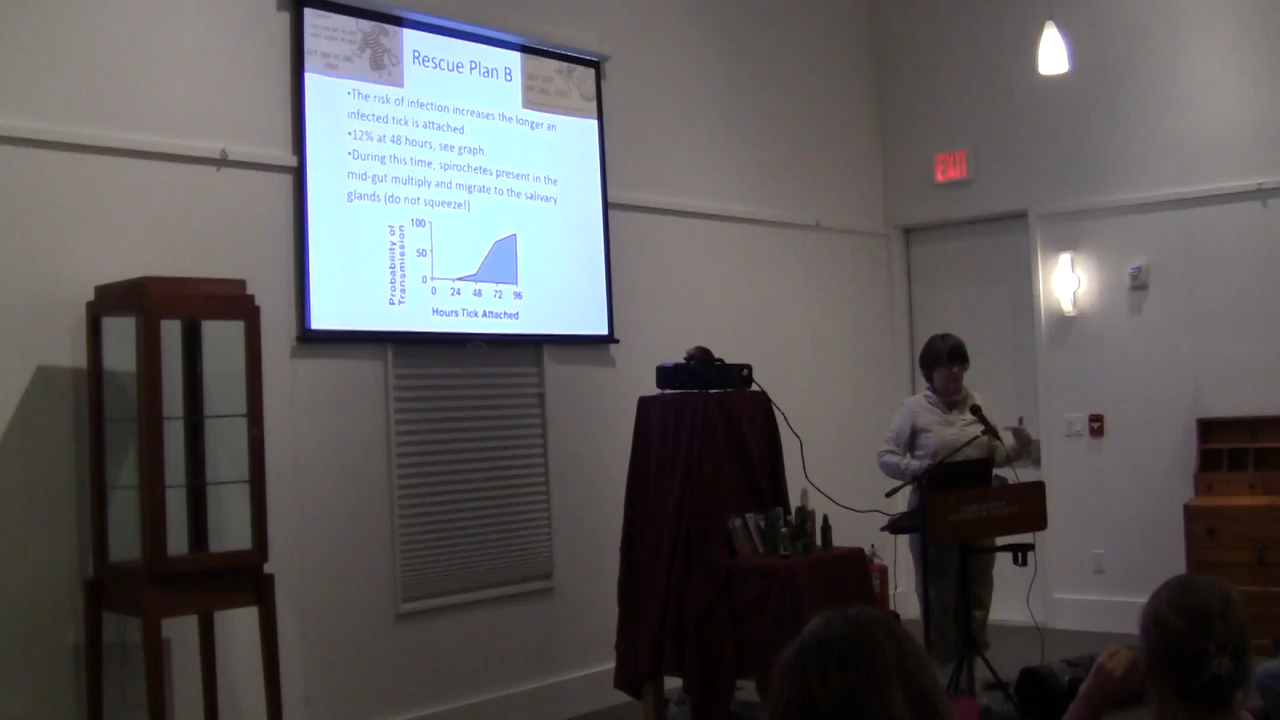 Rescue Plan B
•The risk of infection increases the longer an
infected tick is attached.
•12% at 48 hours, see graph.
•During this time, spirochetes present in the
mid-gut multiply and migrate to the salivary
glands (do not squeeze!)
Probability of
Transmission
100
50
0
0 24 48 72 96
Hours Tick Attached
EXIT